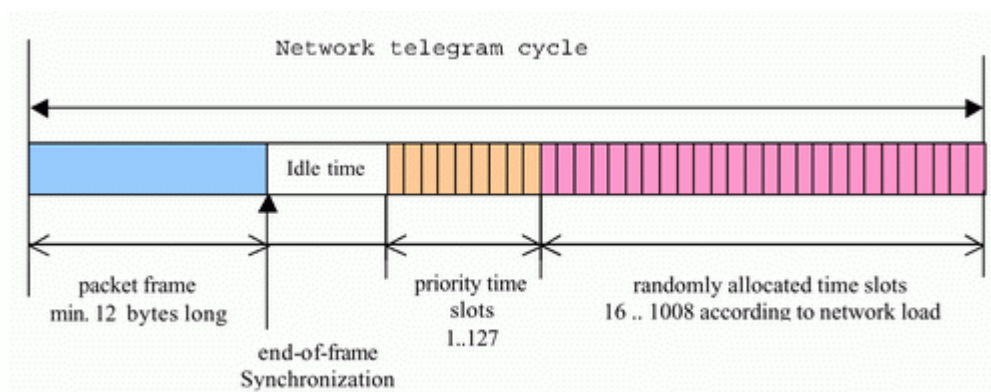 Network telegram cycle
Idle time
packet frame
min. 12 bytes long
priority time
slots
1..127
randomly allocated time slots
16 .. 1008 according to network load
end-of-frame
Synchronization